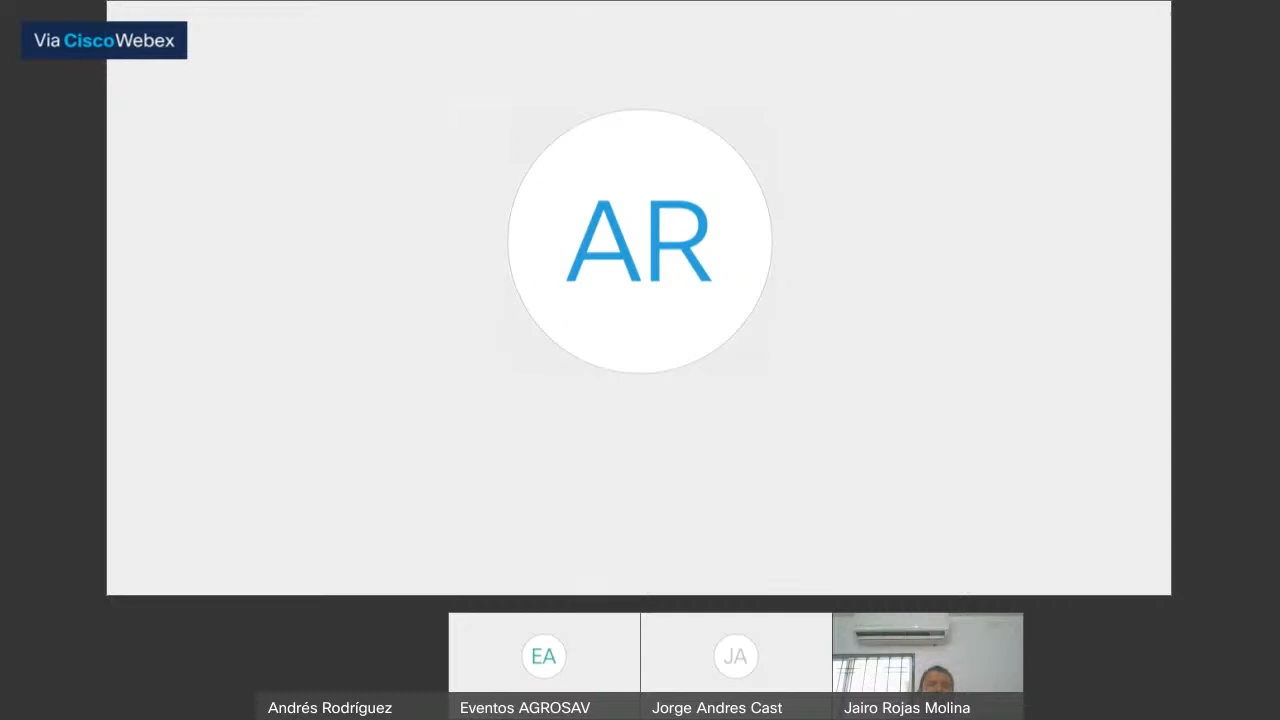 Via CiscoWebex
AR
EA
JA
Andrés Rodríguez
Eventos AGROSAV
Jorge Andres Cast
Jairo Rojas Molina